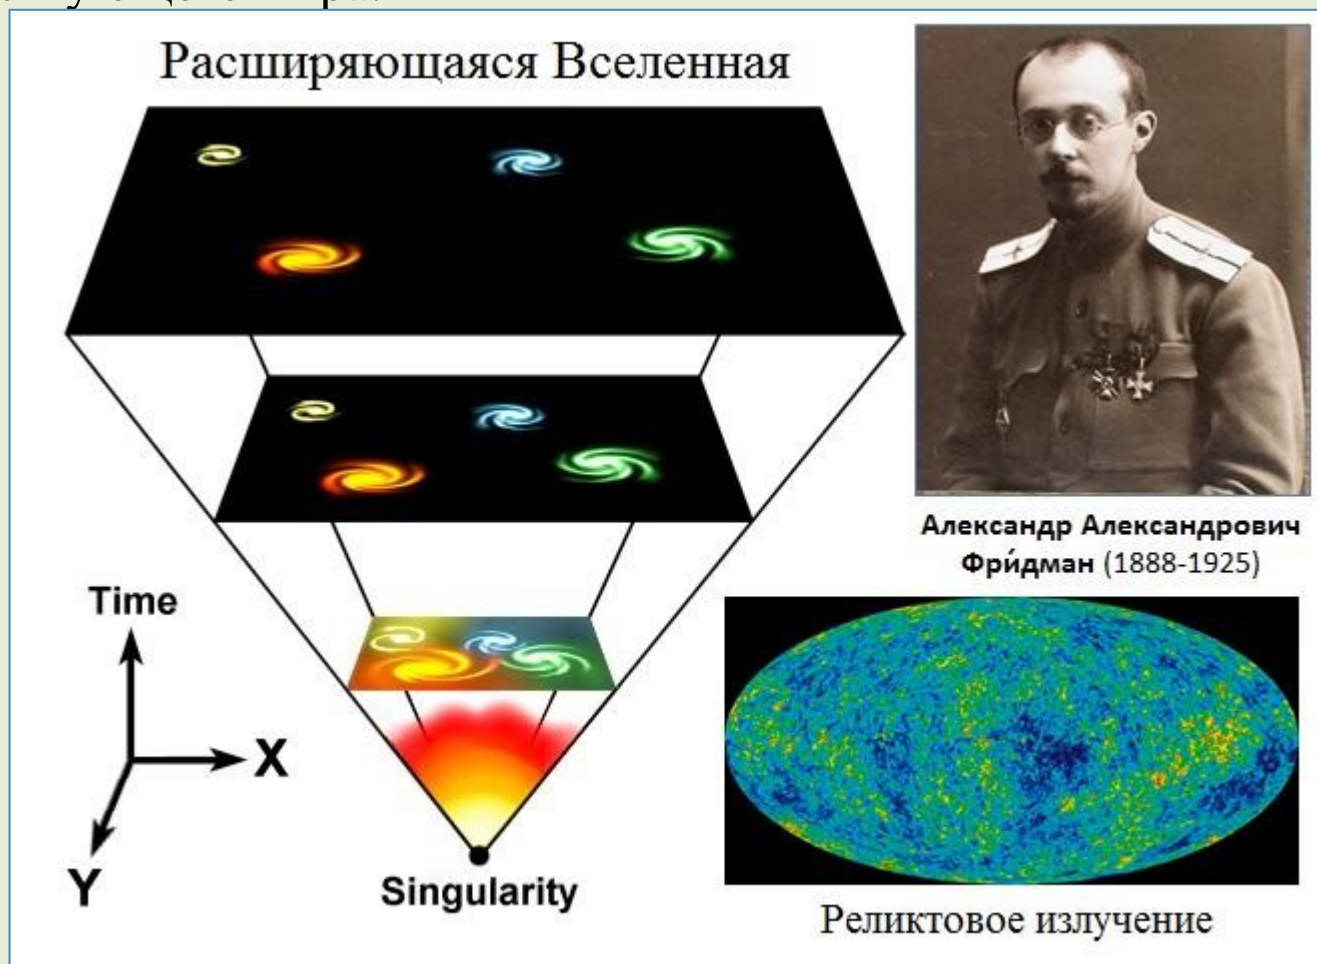 Расширяющаяся Вселенная
Александр Александрович
Фри́дман (1888-1925)
Time
X
Y
Singularity
Реликтовое излучение